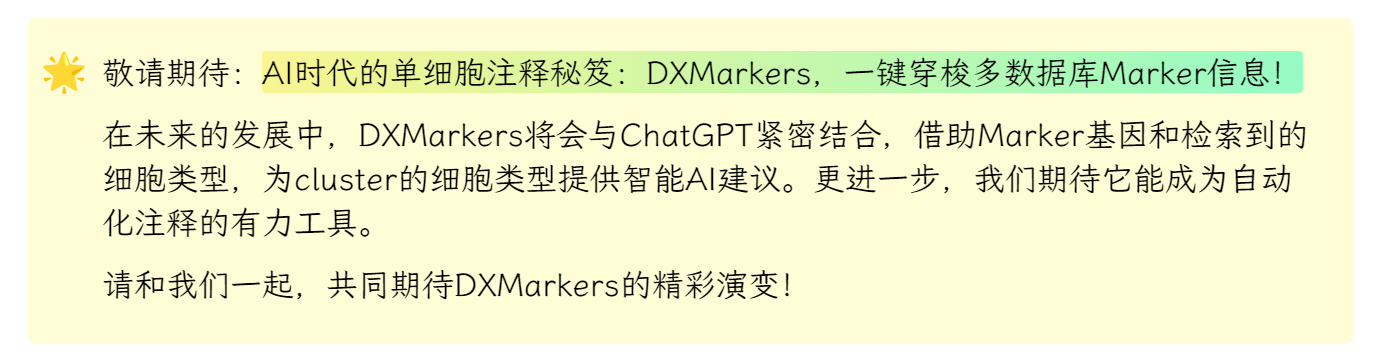 敬请期待：AI时代的单细胞注释秘笈：DXMarkers，一键穿梭多数据库Marker信息！
在未来的发展中，DXMarkers将会与ChatGPT紧密结合，借助Marker基因和检索到的
细胞类型，为cluster的细胞类型提供智能AI建议。更进一步，我们期待它能成为自动
化注释的有力工具。
请和我们一起，共同期待DXMarkers的精彩演变！